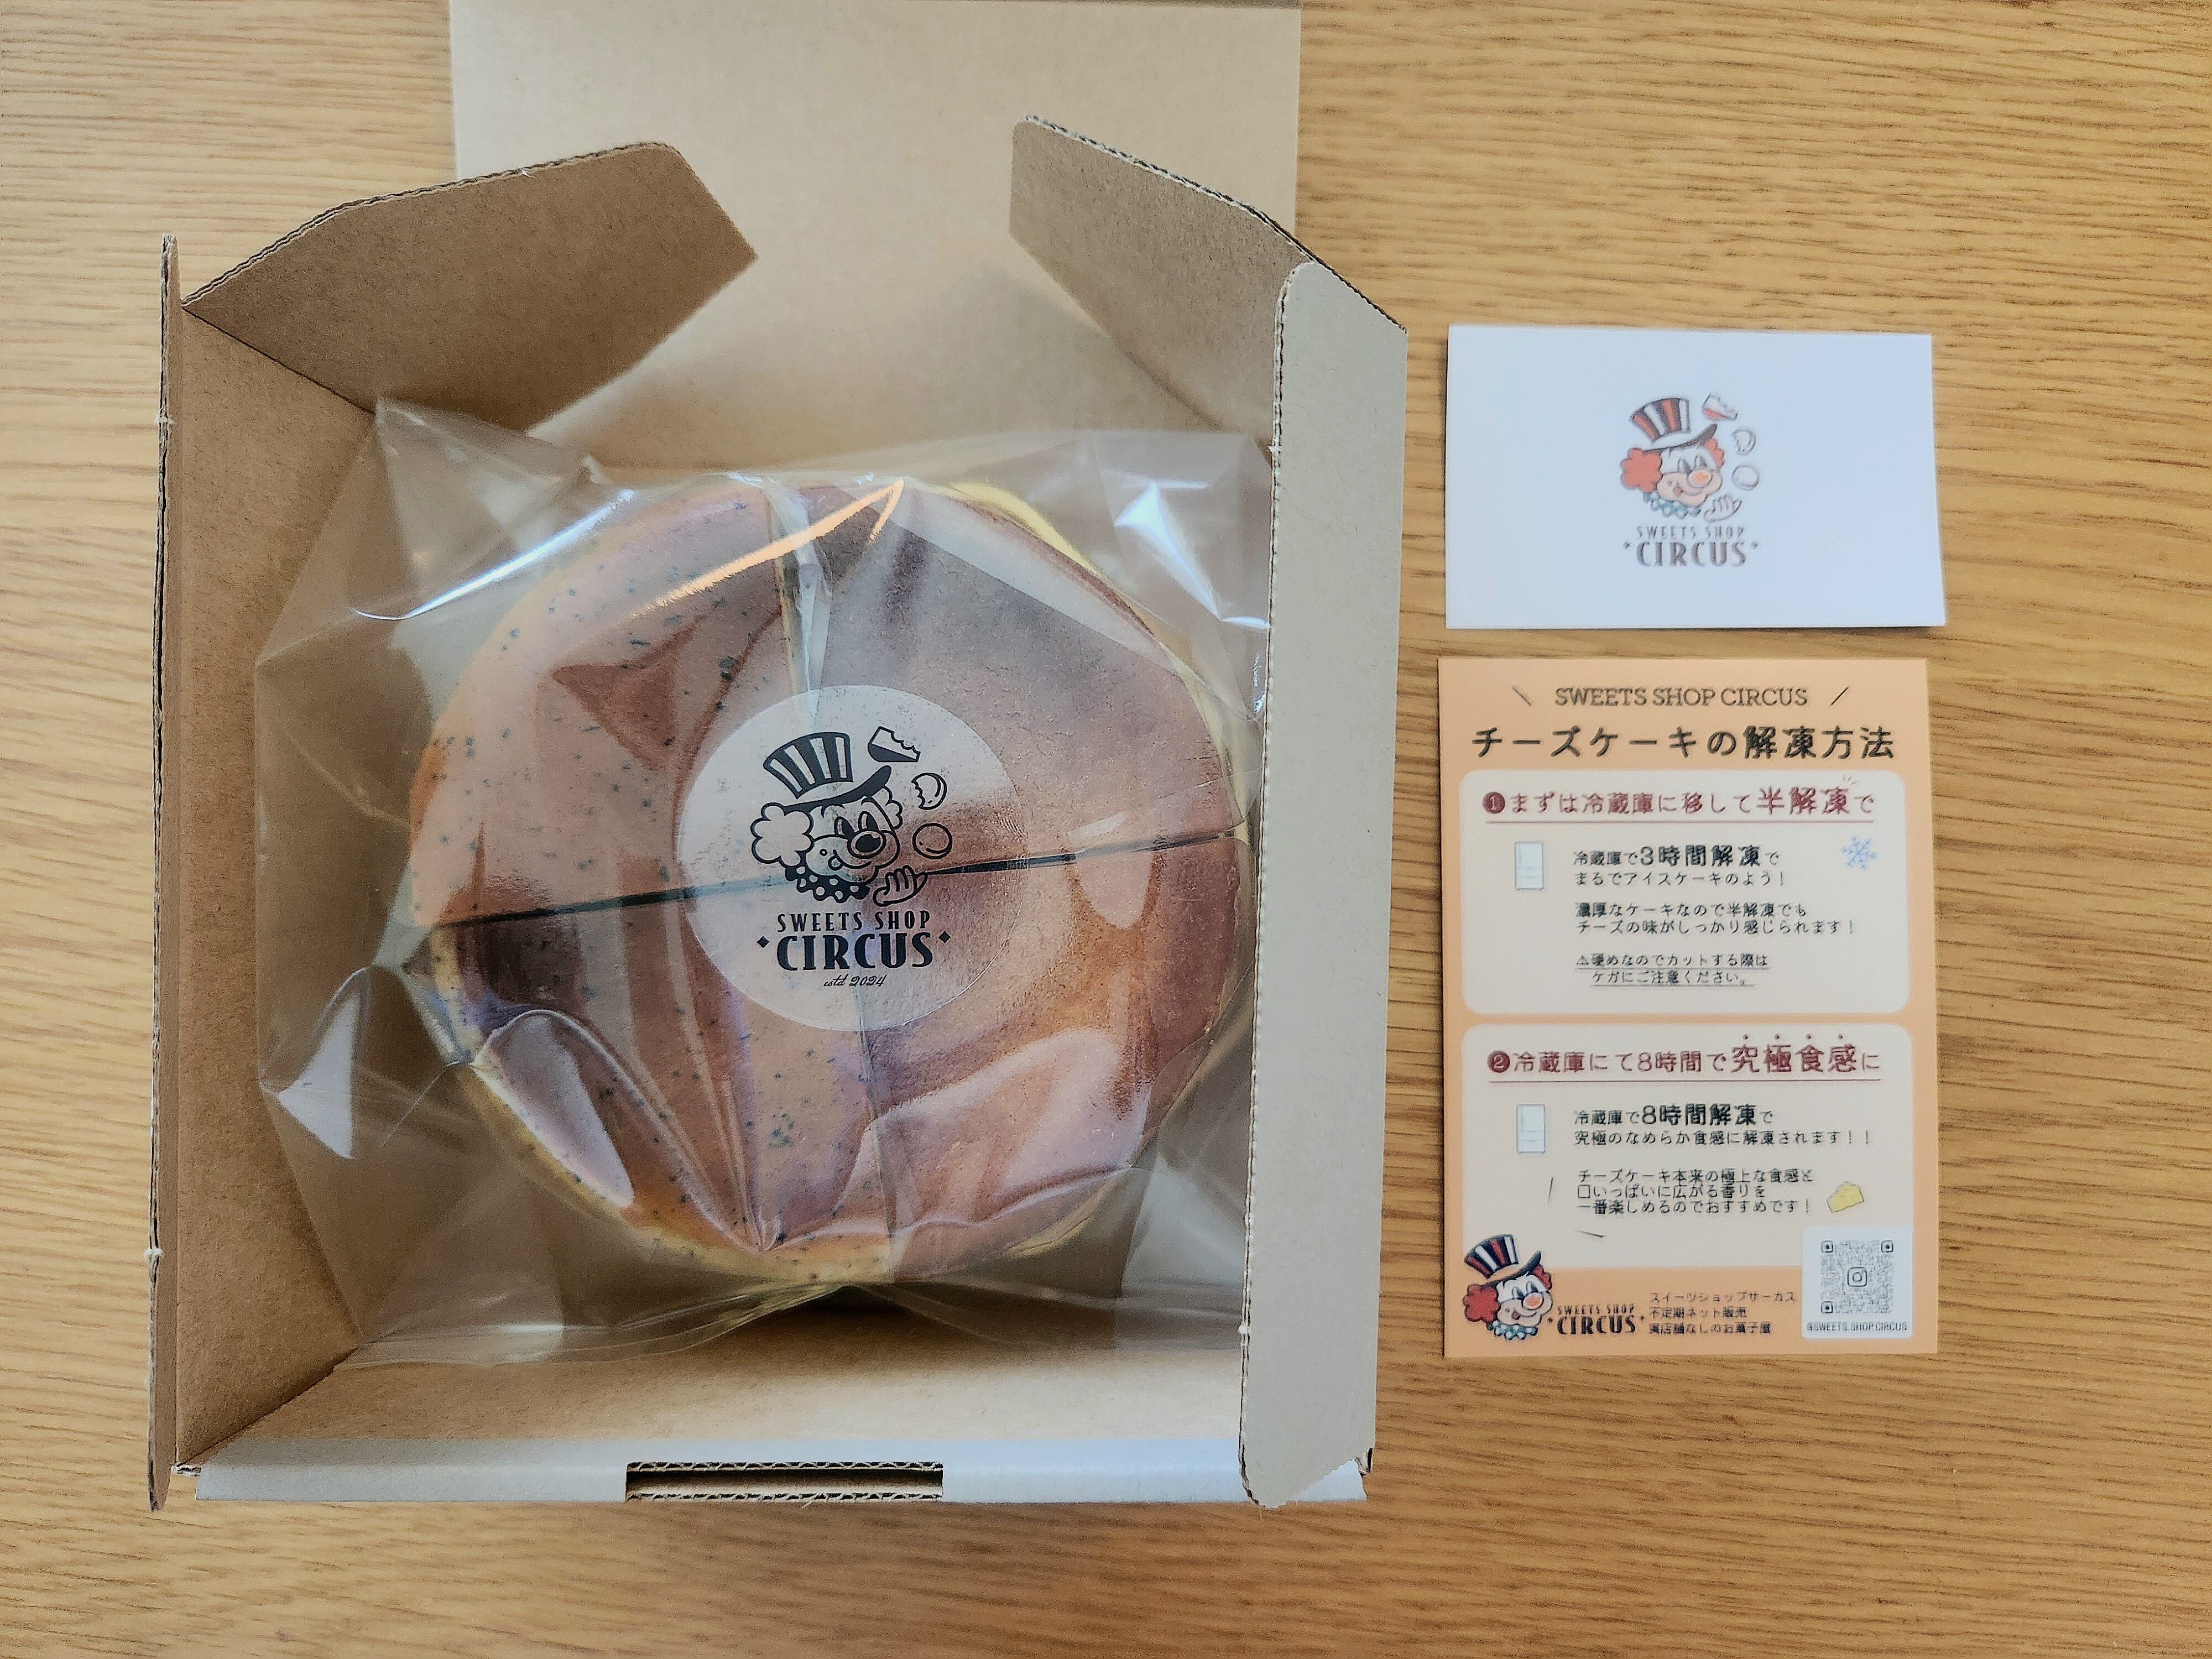 SWEETS SHOP
CIRCUS
estd 2024
SWEETS SHOP
CIRCUS
SWEETS SHOP CIRCUS
チーズケーキの解凍方法
❶まずは冷蔵庫に移して半解凍で
冷蔵庫で3時間解凍で
まるでアイスケーキのよう！
濃厚なケーキなので半解凍でも
チーズの味がしっかり感じられます！
⚠硬めなのでカットする際は
ケガにご注意ください。
❷冷蔵庫にて8時間で究極食感に
冷蔵庫で8時間解凍で
究極のなめらか食感に解凍されます！！
チーズケーキ本来の極上な食感と
口いっぱいに広がる香りを
一番楽しめるのでおすすめです！
SWEETS SHOP
CIRCUS
スイーツショップサーカス
不定期ネット販売
実店舗なしのお菓子屋
@SWEETS.SHOP.CIRCUS